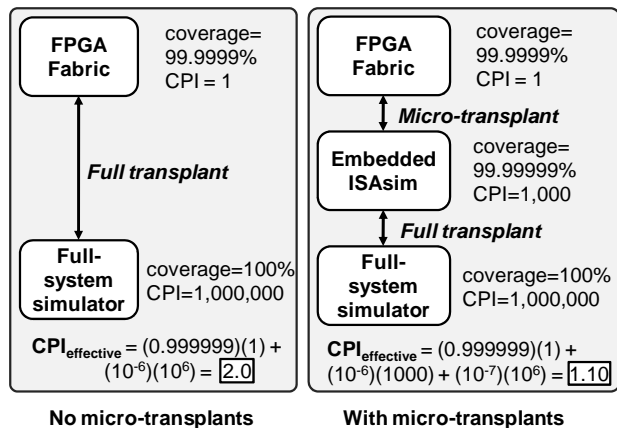 FPGA
Fabric
coverage=
99.9999%
CPI = 1
Full transplant
Full-
system
simulator
coverage=100%
CPI=1,000,000
CPIeffective = (0.999999)(1) +
(10-6)(106) = 2.0
No micro-transplants
FPGA
Fabric
coverage=
99.9999%
CPI = 1
Micro-transplant
Embedded
ISAsim
coverage=
99.99999%
CPI=1,000
Full transplant
Full-
system
simulator
coverage=100%
CPI=1,000,000
CPIeffective = (0.999999)(1) +
(10-6)(1000) + (10-7)(106) = 1.10
With micro-transplants